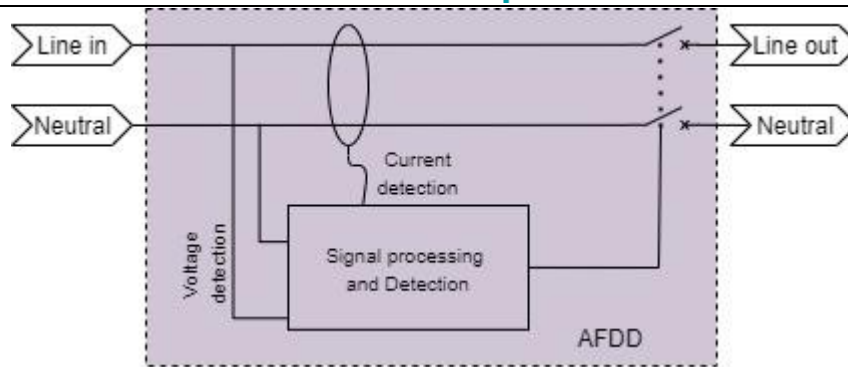 Line in
Line out
Neutral
Neutral
Current
detection
Voltage
detection
Signal processing
and Detection
AFDD